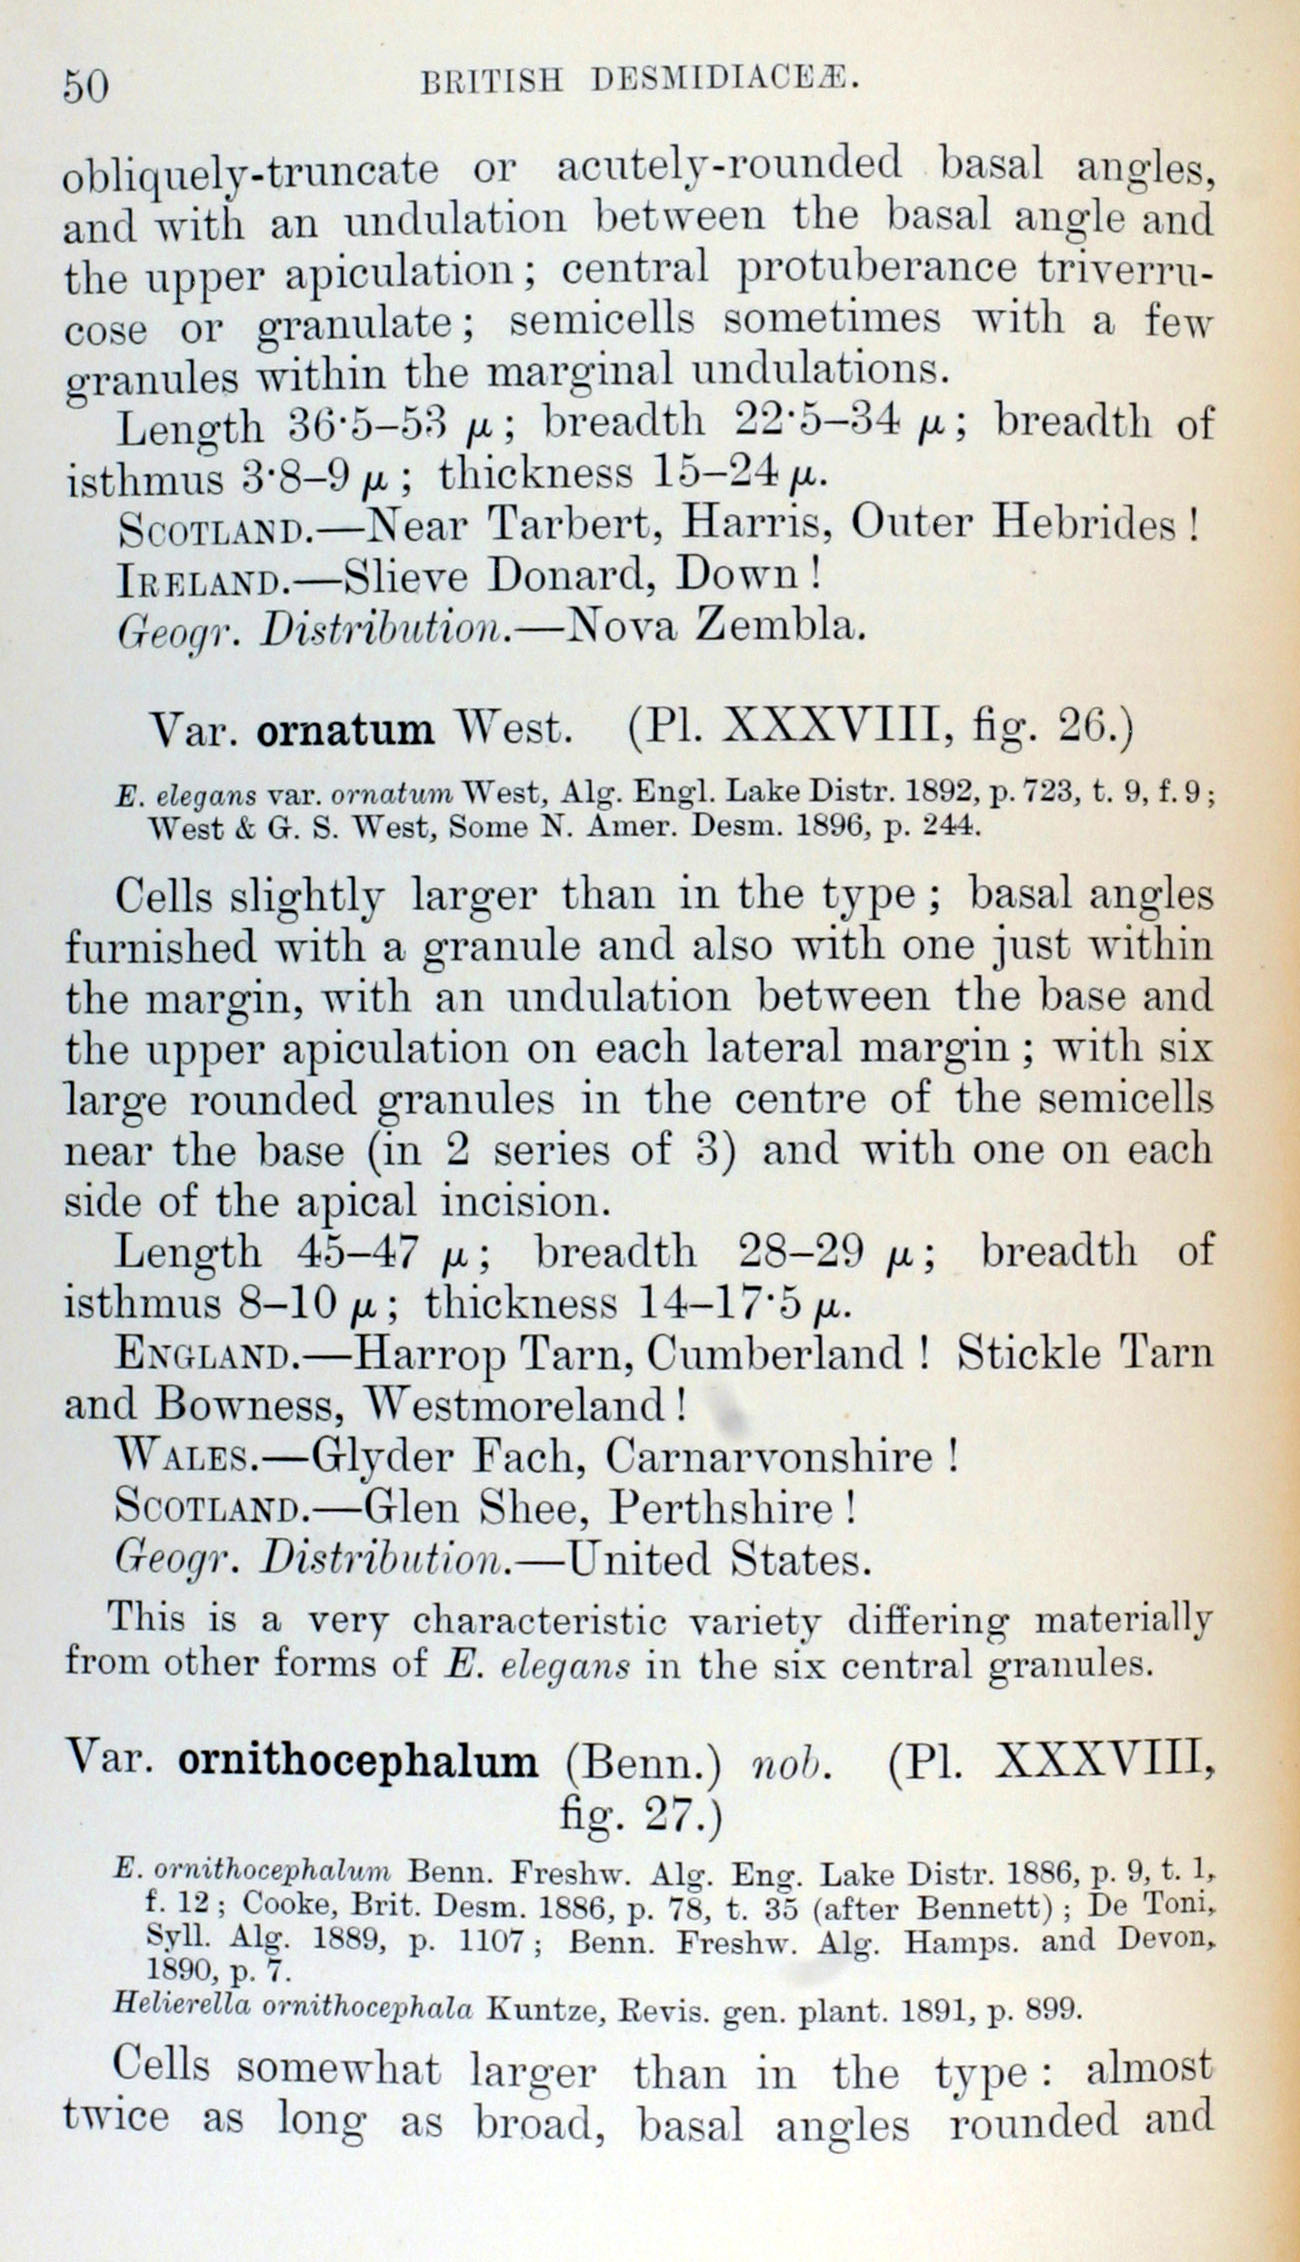 50
BRITISH DESMIDIACEÆ.
obliquely-truncate or acutely-rounded basal angles,
and with an undulation between the basal angle and
the upper apiculation; central protuberance triverru-
cose or granulate; semicells sometimes with a few
granules within the marginal undulations.
Length 36·5–53 μ; breadth 22·5–34 μ; breadth of
isthmus 3·8–9 μ; thickness 15–24 μ.
SCOTLAND.—Near Tarbert, Harris, Outer Hebrides!
IRELAND.—Slieve Donard, Down!
Geogr. Distribution.—Nova Zembla.
Var. ornatum West. (Pl. XXXVIII, fig. 26.)
E. elegans var. ornatum West, Alg. Engl. Lake Distr. 1892, p. 723, t. 9, f. 9;
West & G. S. West, Some N. Amer. Desm. 1896, p. 244.
Cells slightly larger than in the type; basal angles
furnished with a granule and also with one just within
the margin, with an undulation between the base and
the upper apiculation on each lateral margin; with six
large rounded granules in the centre of the semicells
near the base (in 2 series of 3) and with one on each
side of the apical incision.
Length 45–47 μ; breadth 28–29 μ; breadth of
isthmus 8–10 μ; thickness 14–17·5 μ.
ENGLAND.—Harrop Tarn, Cumberland! Stickle Tarn
and Bowness, Westmoreland!
WALES.—Glyder Fach, Carnarvonshire!
SCOTLAND.—Glen Shee, Perthshire!
Geogr. Distribution.—United States.
This is a very characteristic variety differing materially
from other forms of E. elegans in the six central granules.
Var. ornithocephalum (Benn.) nob. (Pl. XXXVIII,
fig. 27.)
E. ornithocephalum Benn. Freshw. Alg. Eng. Lake Distr. 1886, p. 9, t. 1,
f. 12; Cooke, Brit. Desm. 1886, p. 78, t. 35 (after Bennett); De Toni,
Syll. Alg. 1889, p. 1107; Benn. Freshw. Alg. Hamps. and Devon,
1890, p. 7.
Helierella ornithocephala Kuntze, Revis. gen. plant. 1891, p. 899.
Cells somewhat larger than in the type: almost
twice as long as broad, basal angles rounded and